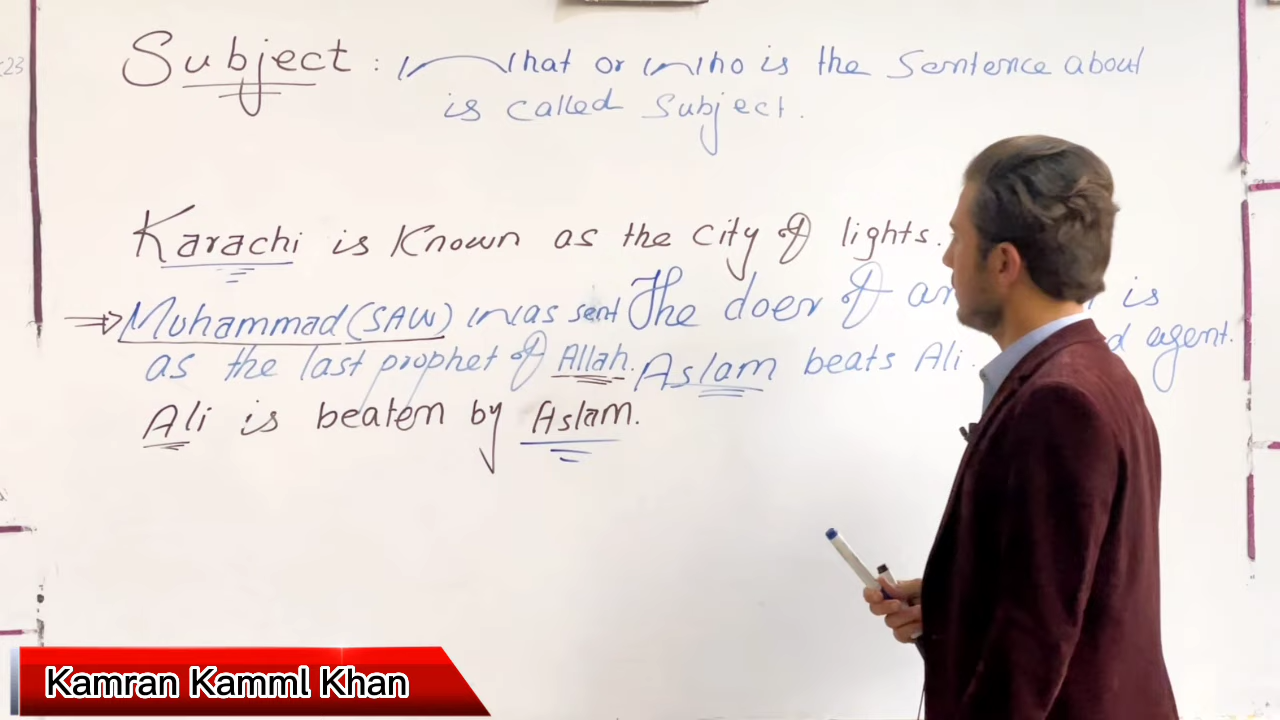 Subject : What or Who is the Sentence about
is called Subject.
Karachi is Known as the city of lights.
Muhammad (SAW) was sent
as the last prophet of Allah.
The doer of an is
d agent.
Aslam beats Ali.
Ali is beaten by Aslam.
Kamran Kamml Khan